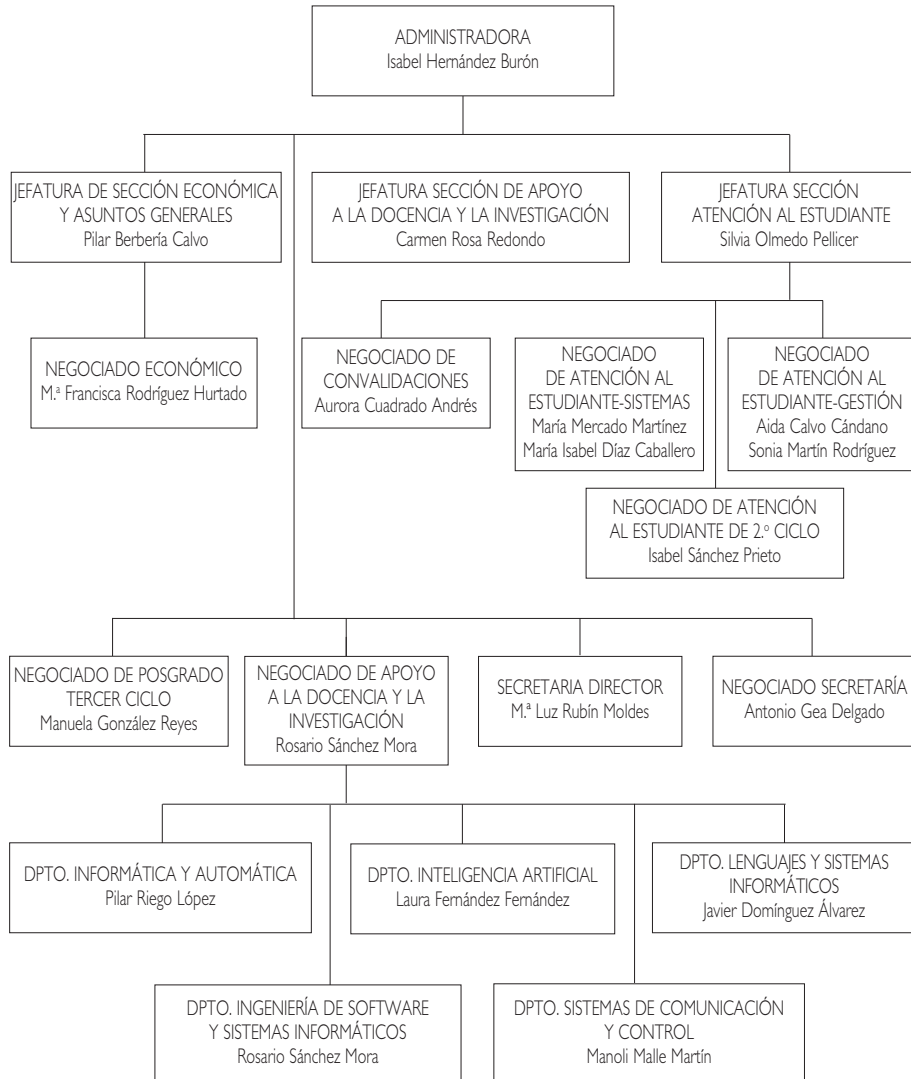 ADMINISTRADORA
Isabel Hernández Burón
JEFATURA DE SECCIÓN ECONÓMICA
Y ASUNTOS GENERALES
Pilar Berbería Calvo
JEFATURA SECCIÓN DE APOYO
A LA DOCENCIA Y LA INVESTIGACIÓN
Carmen Rosa Redondo
JEFATURA SECCIÓN
ATENCIÓN AL ESTUDIANTE
Silvia Olmedo Pellicer
NEGOCIADO ECONÓMICO
M.ª Francisca Rodríguez Hurtado
NEGOCIADO DE
CONVALIDACIONES
Aurora Cuadrado Andrés
NEGOCIADO
DE ATENCIÓN AL
ESTUDIANTE-SISTEMAS
María Mercado Martínez
María Isabel Díaz Caballero
NEGOCIADO
DE ATENCIÓN AL
ESTUDIANTE-GESTIÓN
Aida Calvo Cándano
Sonia Martín Rodríguez
NEGOCIADO DE ATENCIÓN
AL ESTUDIANTE DE 2.º CICLO
Isabel Sánchez Prieto
NEGOCIADO DE POSGRADO
TERCER CICLO
Manuela González Reyes
NEGOCIADO DE APOYO
A LA DOCENCIA Y LA
INVESTIGACIÓN
Rosario Sánchez Mora
SECRETARIA DIRECTOR
M.ª Luz Rubín Moldes
NEGOCIADO SECRETARÍA
Antonio Gea Delgado
DPTO. INFORMÁTICA Y AUTOMÁTICA
Pilar Riego López
DPTO. INTELIGENCIA ARTIFICIAL
Laura Fernández Fernández
DPTO. LENGUAJES Y SISTEMAS
INFORMÁTICOS
Javier Domínguez Álvarez
DPTO. INGENIERÍA DE SOFTWARE
Y SISTEMAS INFORMÁTICOS
Rosario Sánchez Mora
DPTO. SISTEMAS DE COMUNICACIÓN
Y CONTROL
Manoli Malle Martín